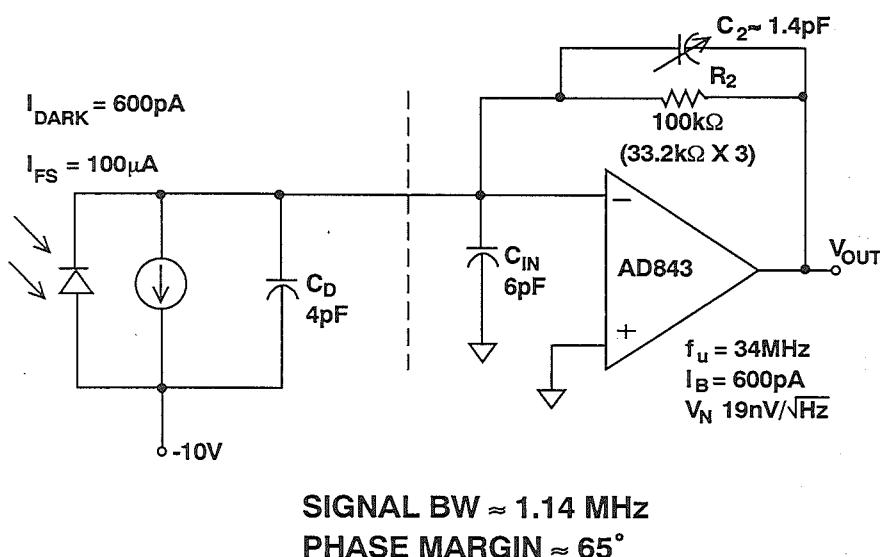 C₂≈ 1.4pF
R₂
100kΩ
(33.2kΩ X 3)
I_DARK = 600pA
I_FS = 100μA
C_D
4pF
C_IN
6pF
−
AD843
+
V_OUT
f_u = 34MHz
I_B = 600pA
V_N 19nV/√Hz
-10V
SIGNAL BW ≈ 1.14 MHz
PHASE MARGIN ≈ 65°